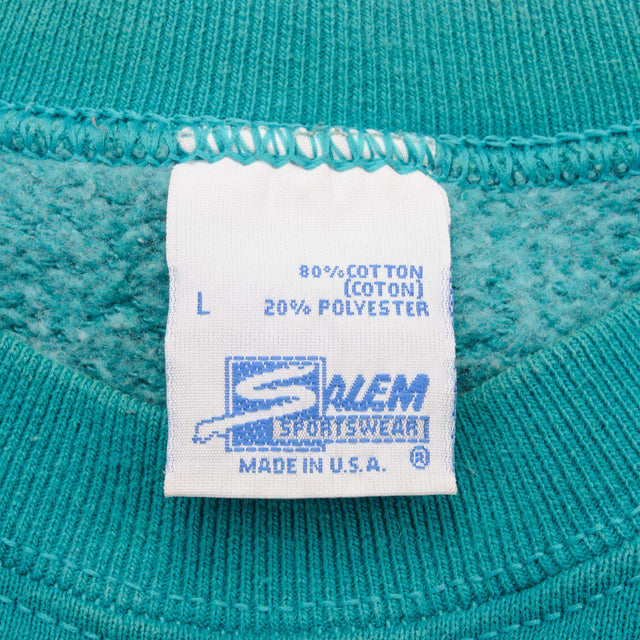 80% COTTON
(COTON)
L 20% POLYESTER
SALEM
SPORTSWEAR
MADE IN U.S.A. ®